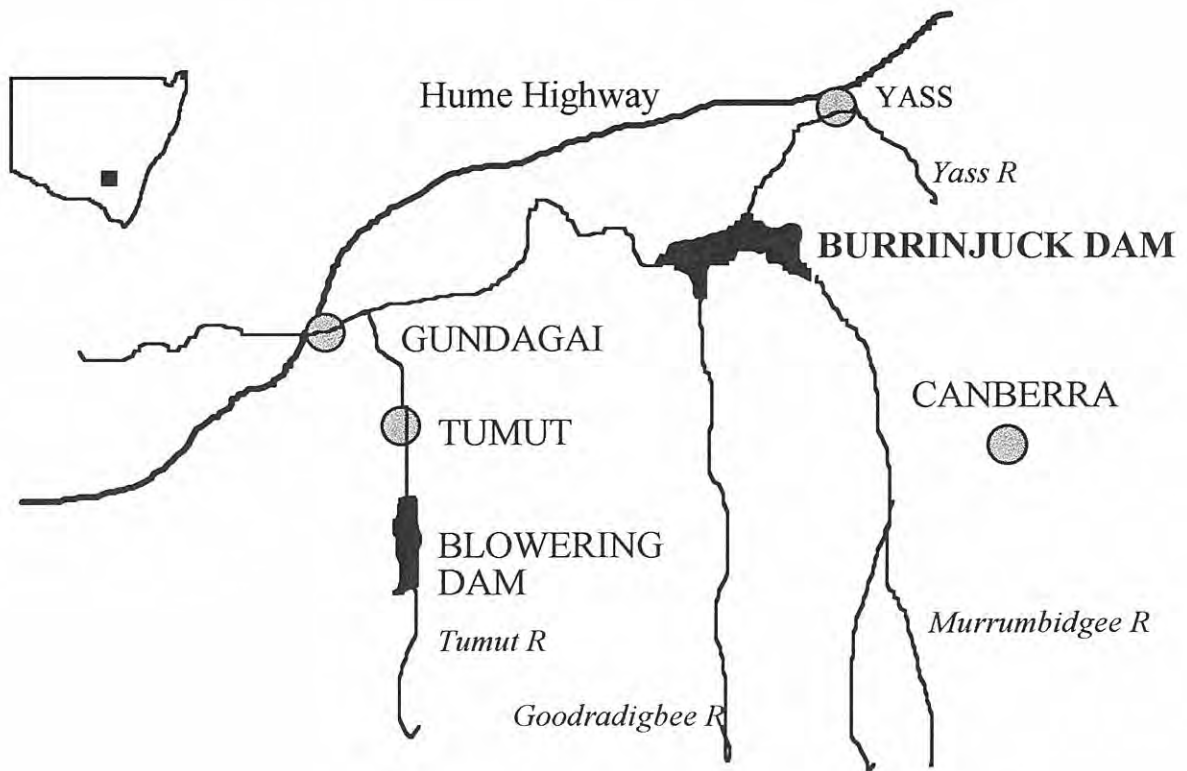 Hume Highway
YASS
Yass R
BURRINJUCK DAM
GUNDAGAI
CANBERRA
TUMUT
BLOWERING
DAM
Murrumbidgee R
Tumut R
Goodradigbee R